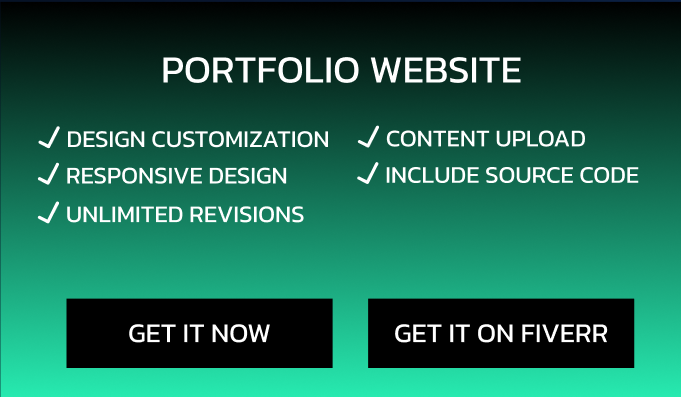 PORTFOLIO WEBSITE
DESIGN CUSTOMIZATION
RESPONSIVE DESIGN
UNLIMITED REVISIONS
CONTENT UPLOAD
INCLUDE SOURCE CODE
GET IT NOW
GET IT ON FIVERR